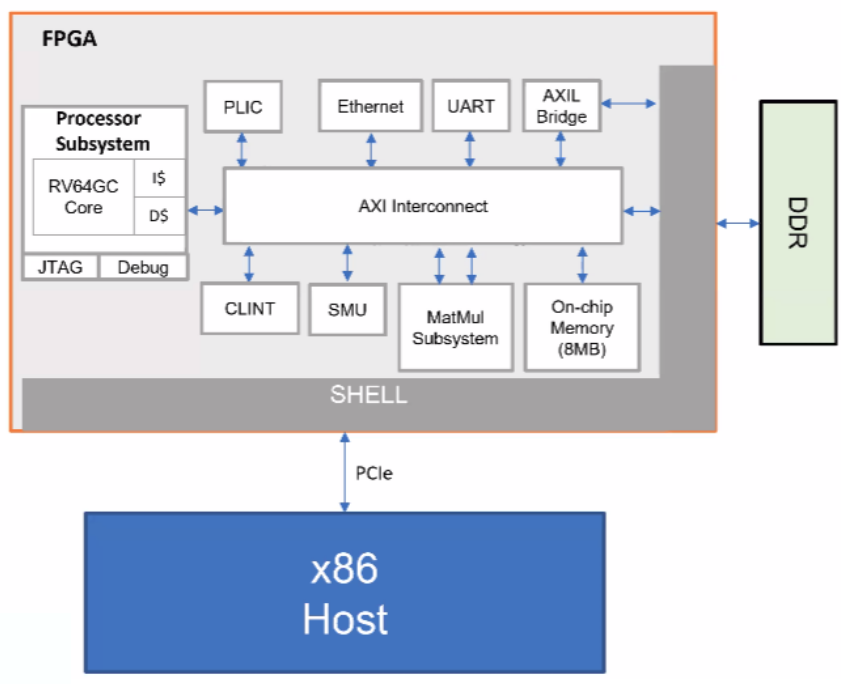 FPGA
Processor
Subsystem
RV64GC
Core
I$
D$
JTAG
Debug
PLIC
Ethernet
UART
AXIL
Bridge
AXI Interconnect
CLINT
SMU
MatMul
Subsystem
On-chip
Memory
(8MB)
SHELL
DDR
PCIe
x86
Host